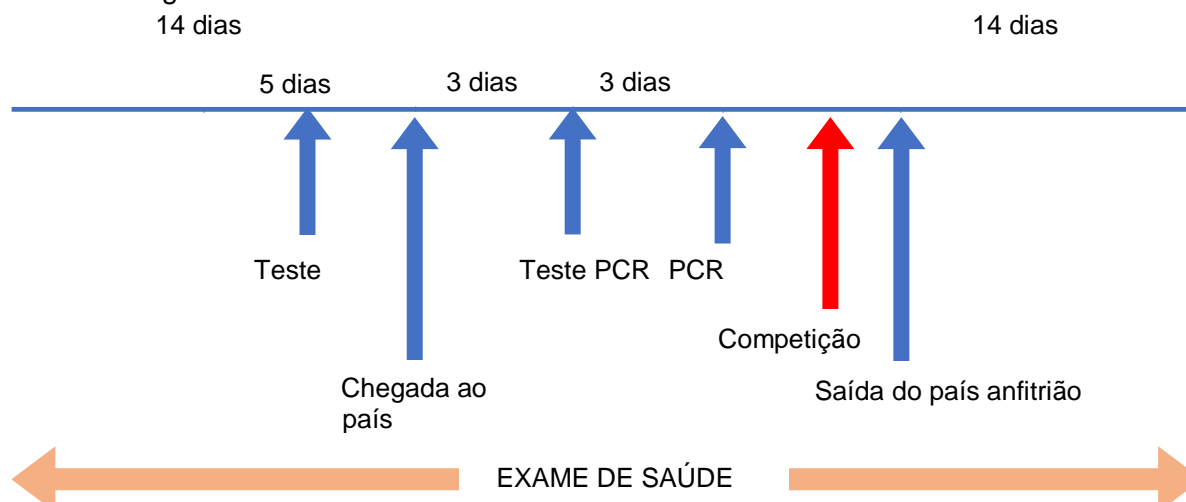 14 dias
14 dias
5 dias
3 dias
3 dias
Teste
Teste PCR
PCR
Competição
Chegada ao
país
Saída do país anfitrião
EXAME DE SAÚDE